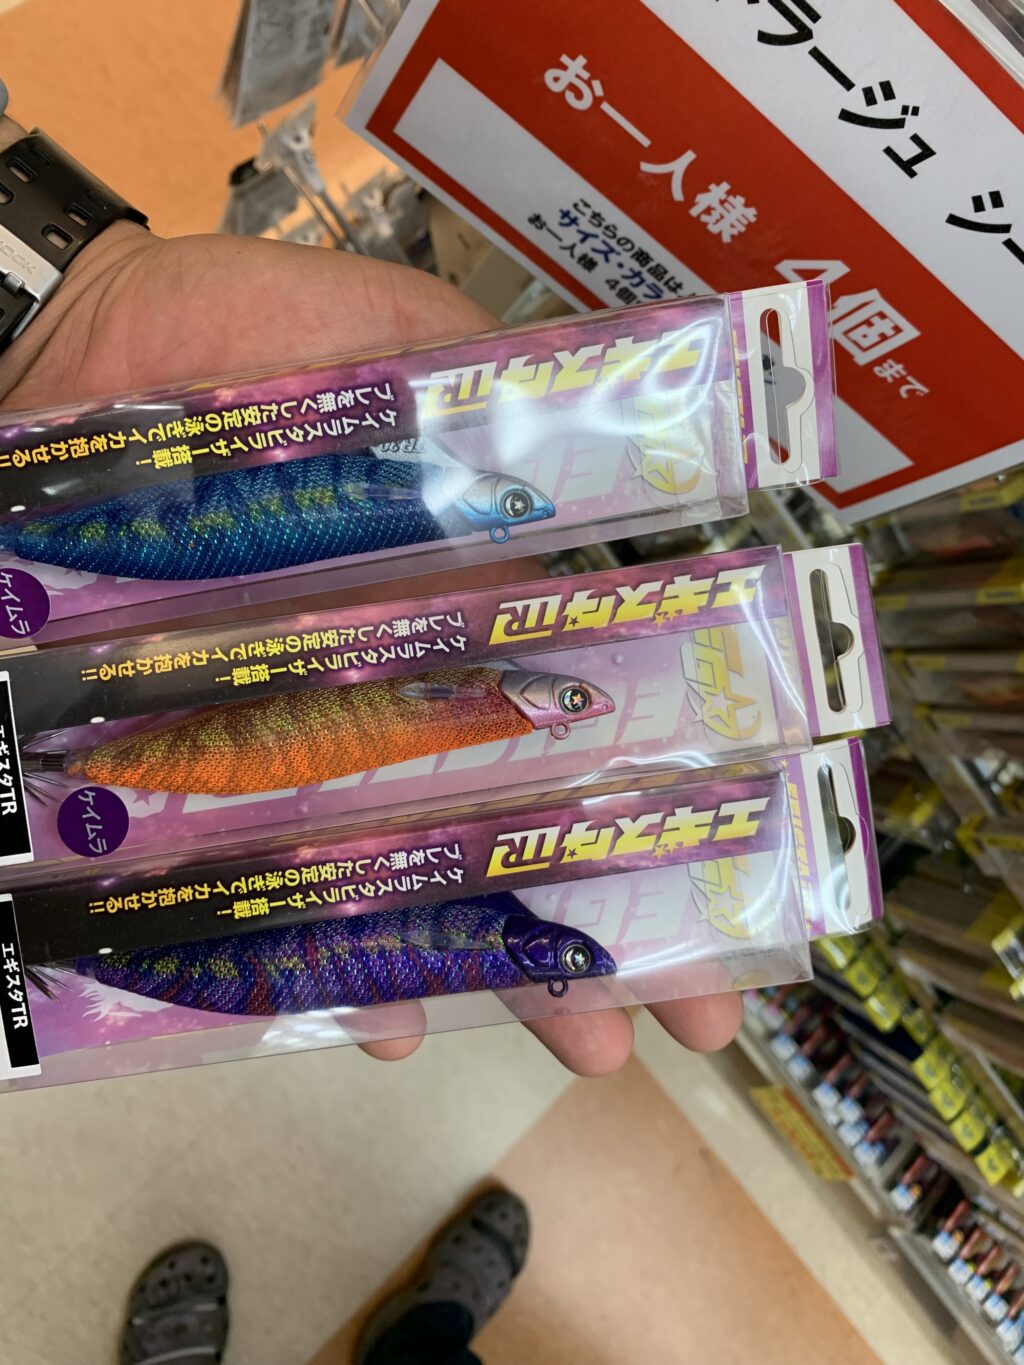 ドラージュ シー
お一人様 4個まで
こちらの商品は
サイズ・カラ
お一人様 4個
エギスタTR
ケイムラスタビライザー搭載!
ブレを無くした安定の泳ぎでイカを抱かせる!!
TR90
ケイムラ
エギスタTR
ケイムラスタビライザー搭載!
ブレを無くした安定の泳ぎでイカを抱かせる!!
エギスタTR
ケイムラ
エギスタTR
ケイムラスタビライザー搭載!
ブレを無くした安定の泳ぎでイカを抱かせる!!
エギスタTR